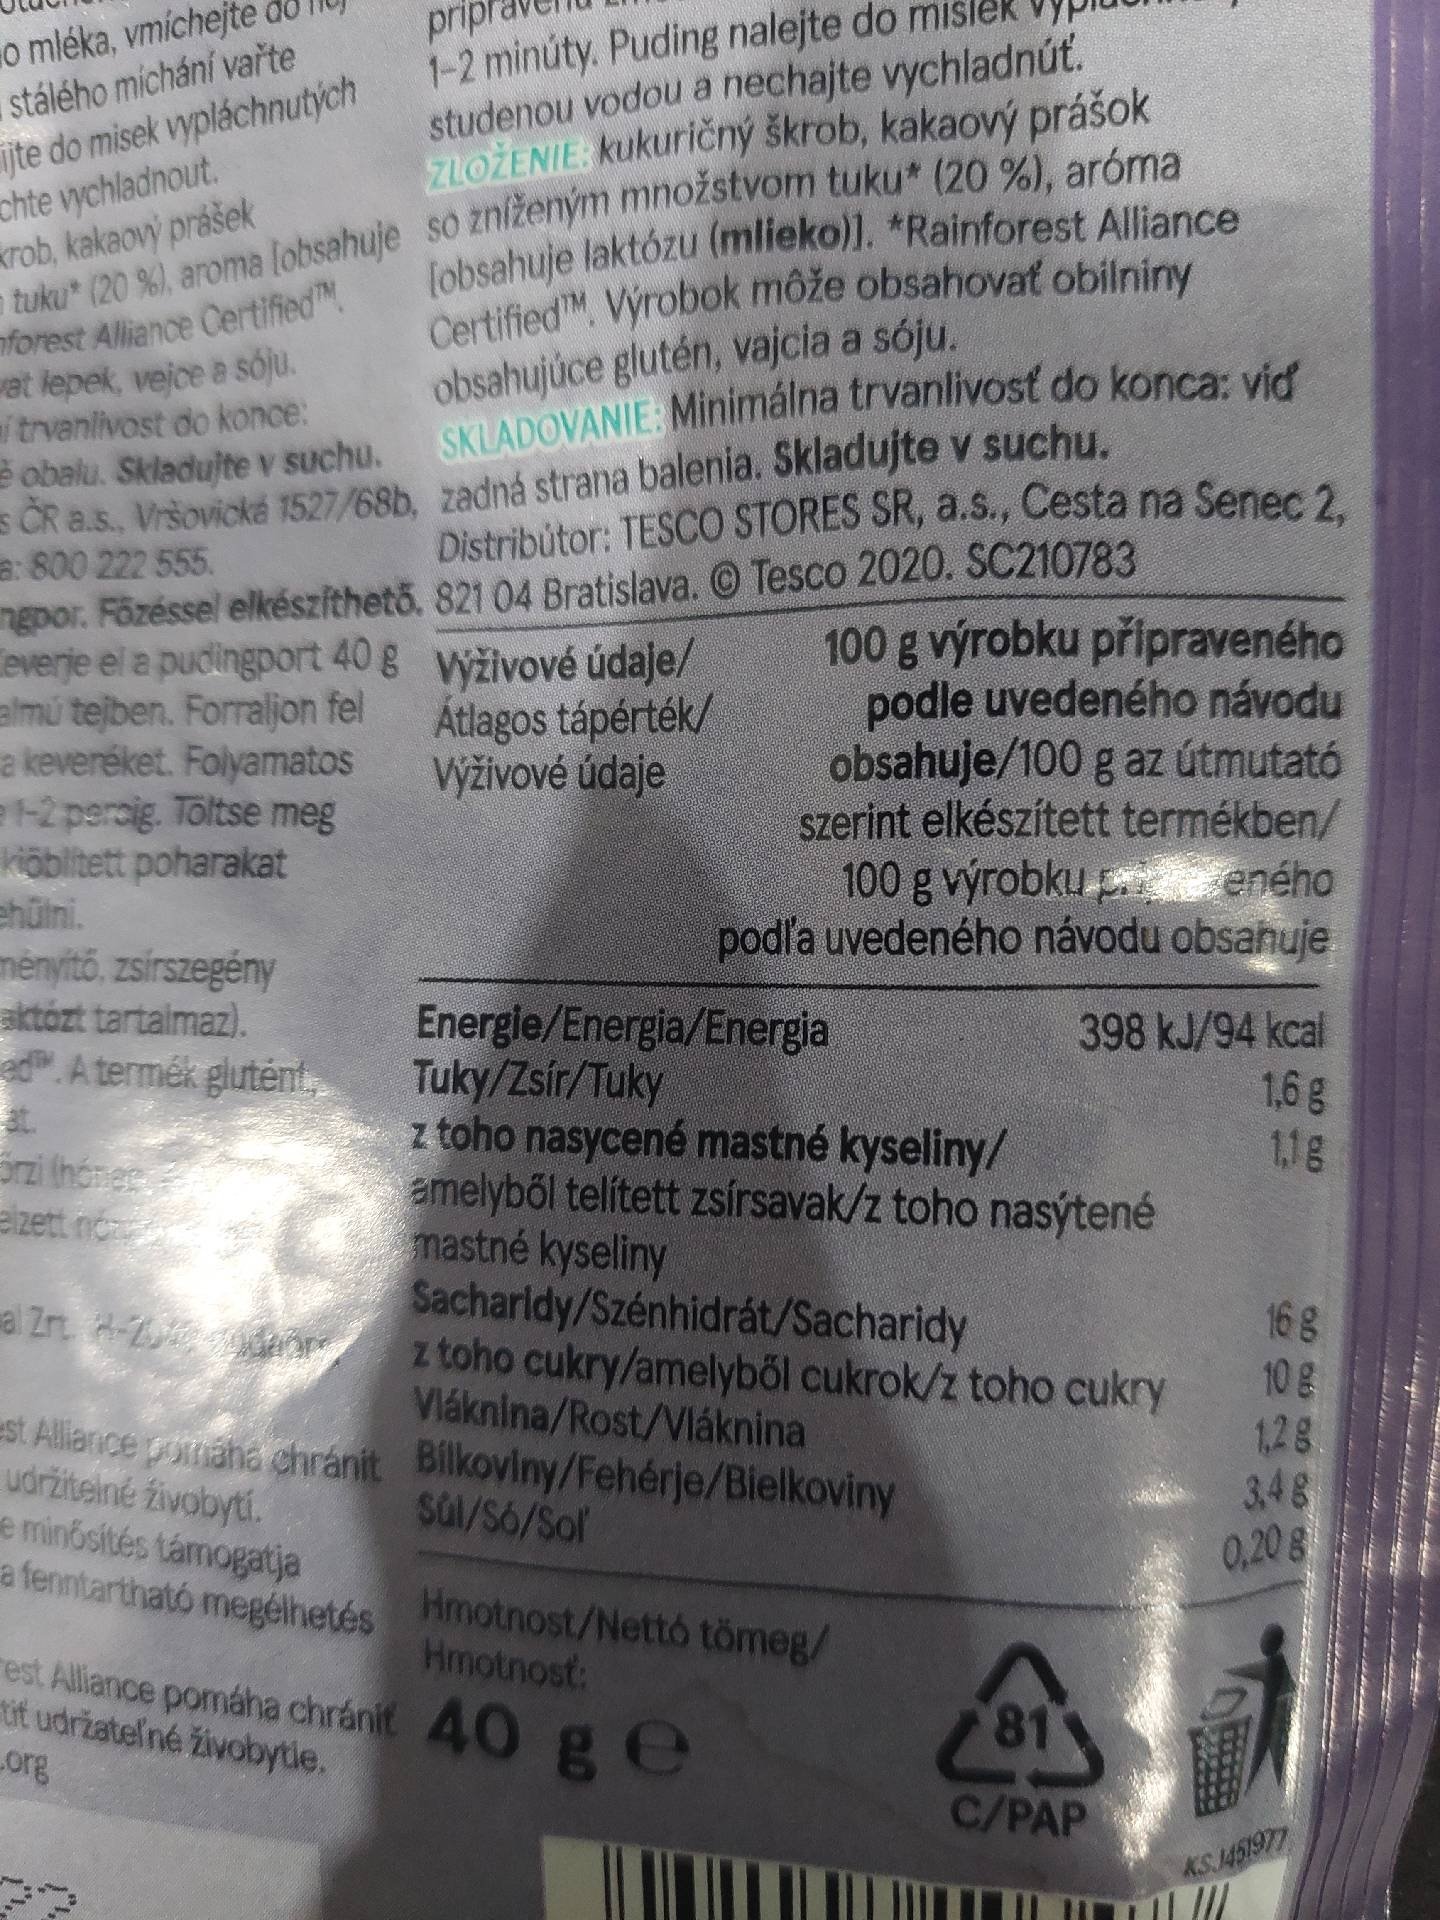 o mléka, vmíchejte do
stálého míchání vařte
ijte do misek vypláchnutých
chte vychladnout.
krob, kakaový prášek
tuku* (20 %), aroma [obsahuje
nforest Alliance Certified™.
vat lepek, vejce a sóju.
í trvanlivost do konce:
ě obalu. Skladujte v suchu.
s ČR a.s., Vršovická 1527/68b,
a: 800 222 555.
ngpor. Főzéssel elkészíthető.
everje el a pudingport 40 g
almú tejben. Forraljon fel
a keveréket. Folyamatos
1-2 percig. Töltse meg
kiöblített poharakat
ehűlni.
ményítő, zsírszegény
aktózt tartalmaz).
ed™. A termék glutént,
at.
al Zrt.
est Alliance pomáhá chránit
udržitelné živobytí.
e minősítés támogatja
a fenntartható megélhetés
rest Alliance pomáha chrániť
tiť udržateľné živobytie.
.org
1-2 minúty. Puding nalejte do misiek
studenou vodou a nechajte vychladnúť.
ZLOŽENIE: kukuričný škrob, kakaový prášok
so zníženým množstvom tuku* (20 %), aróma
[obsahuje laktózu (mlieko)]. *Rainforest Alliance
Certified™. Výrobok môže obsahovať obilniny
obsahujúce glutén, vajcia a sóju.
SKLADOVANIE: Minimálna trvanlivosť do konca: viď
zadná strana balenia. Skladujte v suchu.
Distribútor: TESCO STORES SR, a.s., Cesta na Senec 2,
821 04 Bratislava. © Tesco 2020. SC210783
Výživové údaje/
Átlagos tápérték/
Výživové údaje
100 g výrobku připraveného
podle uvedeného návodu
obsahuje/100 g az útmutató
szerint elkészített termékben/
100 g výrobku
podľa uvedeného návodu obsahuje
Energie/Energia/Energia 398 kJ/94 kcal
Tuky/Zsír/Tuky 1,6 g
z toho nasycené mastné kyseliny/ 1,1 g
amelyből telített zsírsavak/z toho nasýtené
mastné kyseliny
Sacharidy/Szénhidrát/Sacharidy 16 g
z toho cukry/amelyből cukrok/z toho cukry 10 g
Vláknina/Rost/Vláknina 1,2 g
Bílkoviny/Fehérje/Bielkoviny 3,4 g
Sůl/Só/Soľ 0,20 g
Hmotnost/Nettó tömeg/
Hmotnosť:
40 g e
81
C/PAP
KSJ451977